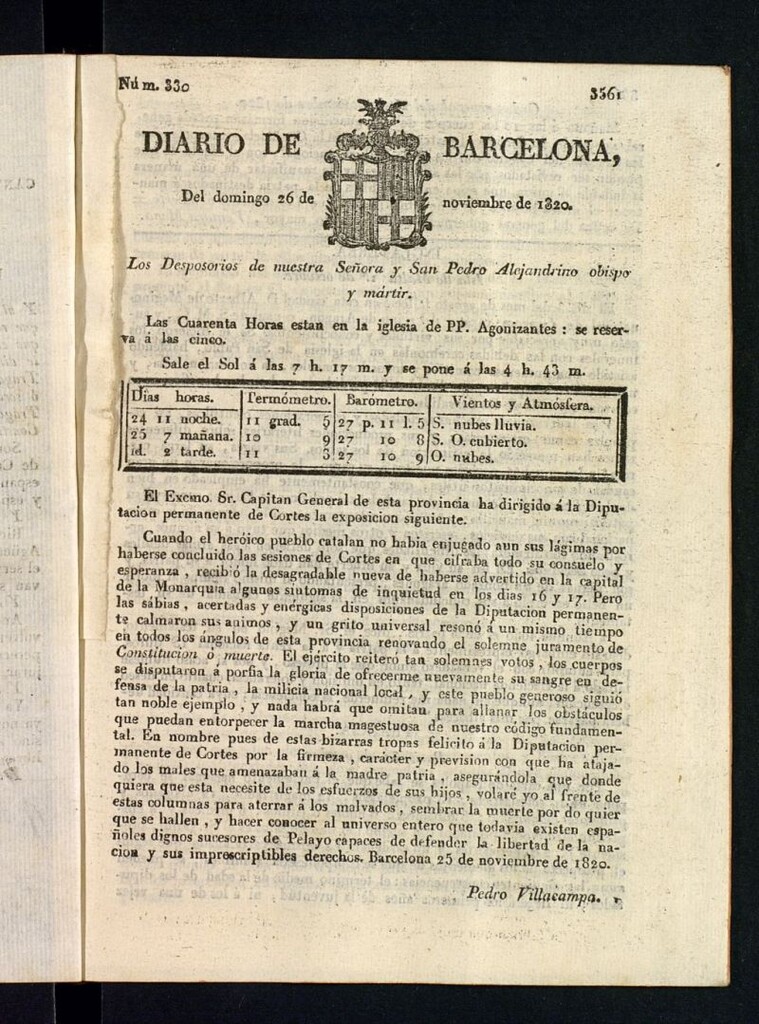 Núm. 330
3561
DIARIO DE BARCELONA,
Del domingo 26 de noviembre de 1820.
Los Desposorios de nuestra Señora y San Pedro Alejandrino obispo
y mártir.
Las Cuarenta Horas estan en la iglesia de PP. Agonizantes : se reser-
va á las cinco.
Sale el Sol á las 7 h. 17 m. y se pone á las 4 h. 43 m.
Dias horas. Termómetro. Barómetro. Vientos y Atmósfera.
24 11 noche. 11 grad. 5 27 p. 11 l. 5 S. nubes lluvia.
25 7 mañana. 10 9 27 10 8 S. O. cubierto.
id. 2 tarde. 11 3 27 10 9 O. nubes.
El Excmo. Sr. Capitan General de esta provincia ha dirigido á la Dipu-
tacion permanente de Cortes la exposicion siguiente.
Cuando el heróico pueblo catalan no habia enjugado aun sus lágimas por
haberse concluido las sesiones de Cortes en que cifraba todo su consuelo y
esperanza , recibió la desagradable nueva de haberse advertido en la capital
de la Monarquía algunos síntomas de inquietud en los dias 16 y 17. Pero
las sábias , acertadas y enérgicas disposiciones de la Diputacion permanen-
te calmaron sus animos , y un grito universal resonó á un mismo tiempo
en todos los ángulos de esta provincia renovando el solemne juramento de
Constitucion ó muerte. El ejército reiteró tan solemnes votos , los cuerpos
se disputaron á porfia la gloria de ofrecerme nuevamente su sangre en de-
fensa de la patria , la milicia nacional local , y este pueblo generoso siguió
tan noble ejemplo , y nada habrá que omitan para allanar los obstáculos
que puedan entorpecer la marcha magestuosa de nuestro código fundamen-
tal. En nombre pues de estas bizarras tropas felicito á la Diputacion per-
manente de Cortes por la firmeza , carácter y prevision con que ha ataja-
do los males que amenazaban á la madre patria , asegurándola que donde
quiera que esta necesite de los esfuerzos de sus hijos , volaré yo al frente de
estas columnas para aterrar á los malvados , sembrar la muerte por do quier
que se hallen , y hacer conocer al universo entero que todavia existen espa-
ñoles dignos sucesores de Pelayo capaces de defender la libertad de la na-
cion y sus imprescriptibles derechos. Barcelona 25 de noviembre de 1820.
Pedro Villacampa.